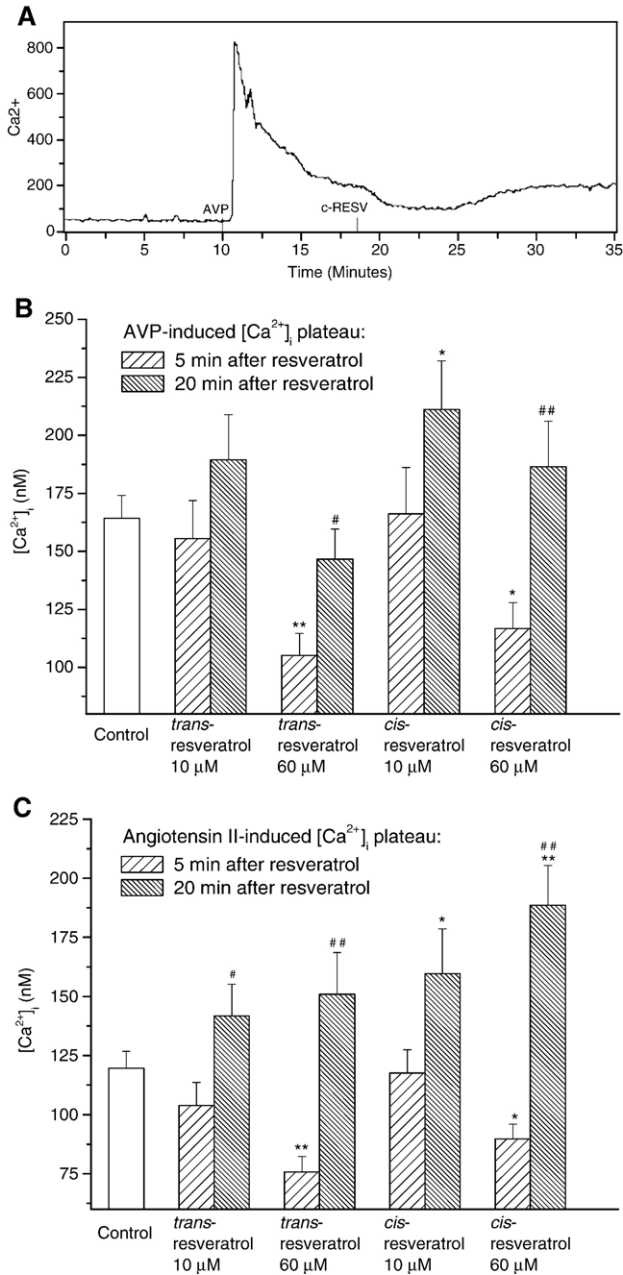 A
Ca2+
800
600
400
200
0
AVP
c-RESV
0 5 10 15 20 25 30 35
Time (Minutes)
B
AVP-induced [Ca²⁺]ᵢ plateau:
5 min after resveratrol
20 min after resveratrol
[Ca²⁺]ᵢ (nM)
250
225
200
175
150
125
100
**
#
*
*
##
Control
trans-
resveratrol
10 µM
trans-
resveratrol
60 µM
cis-
resveratrol
10 µM
cis-
resveratrol
60 µM
C
Angiotensin II-induced [Ca²⁺]ᵢ plateau:
5 min after resveratrol
20 min after resveratrol
[Ca²⁺]ᵢ (nM)
225
200
175
150
125
100
75
#
**
##
*
*
##
**
Control
trans-
resveratrol
10 µM
trans-
resveratrol
60 µM
cis-
resveratrol
10 µM
cis-
resveratrol
60 µM